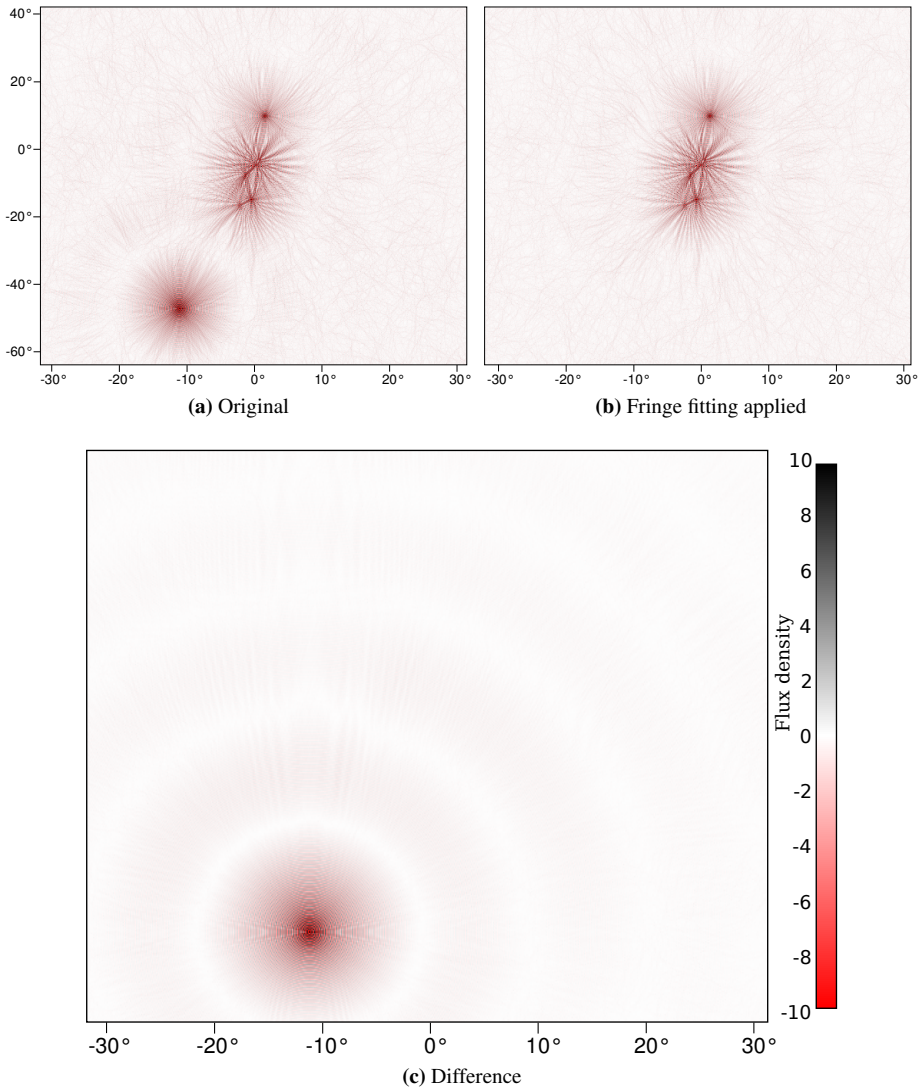 40°
20°
0°
-20°
-40°
-60°
-30° -20° -10° 0° 10° 20° 30°
(a) Original
-30° -20° -10° 0° 10° 20° 30°
(b) Fringe fitting applied
10
8
6
4
2
0
-2
-4
-6
-8
-10
Flux density
-30° -20° -10° 0° 10° 20° 30°
(c) Difference